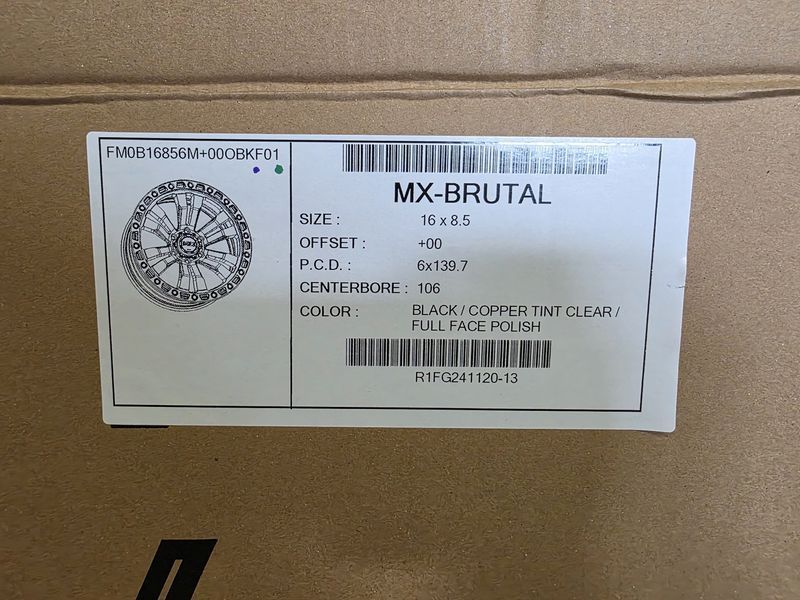 FM0B16856M+00OBKF01
MX-BRUTAL
SIZE : 16 x 8.5
OFFSET : +00
P.C.D. : 6x139.7
CENTERBORE : 106
COLOR : BLACK / COPPER TINT CLEAR /
FULL FACE POLISH
R1FG241120-13